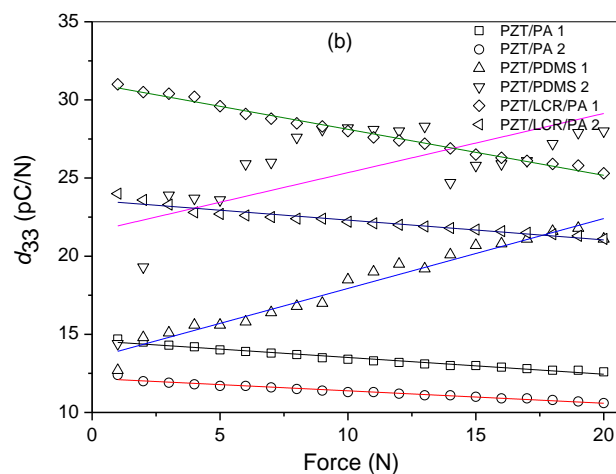 (b)
PZT/PA 1
PZT/PA 2
PZT/PDMS 1
PZT/PDMS 2
PZT/LCR/PA 1
PZT/LCR/PA 2
d33 (pC/N)
35
30
25
20
15
10
0 5 10 15 20
Force (N)